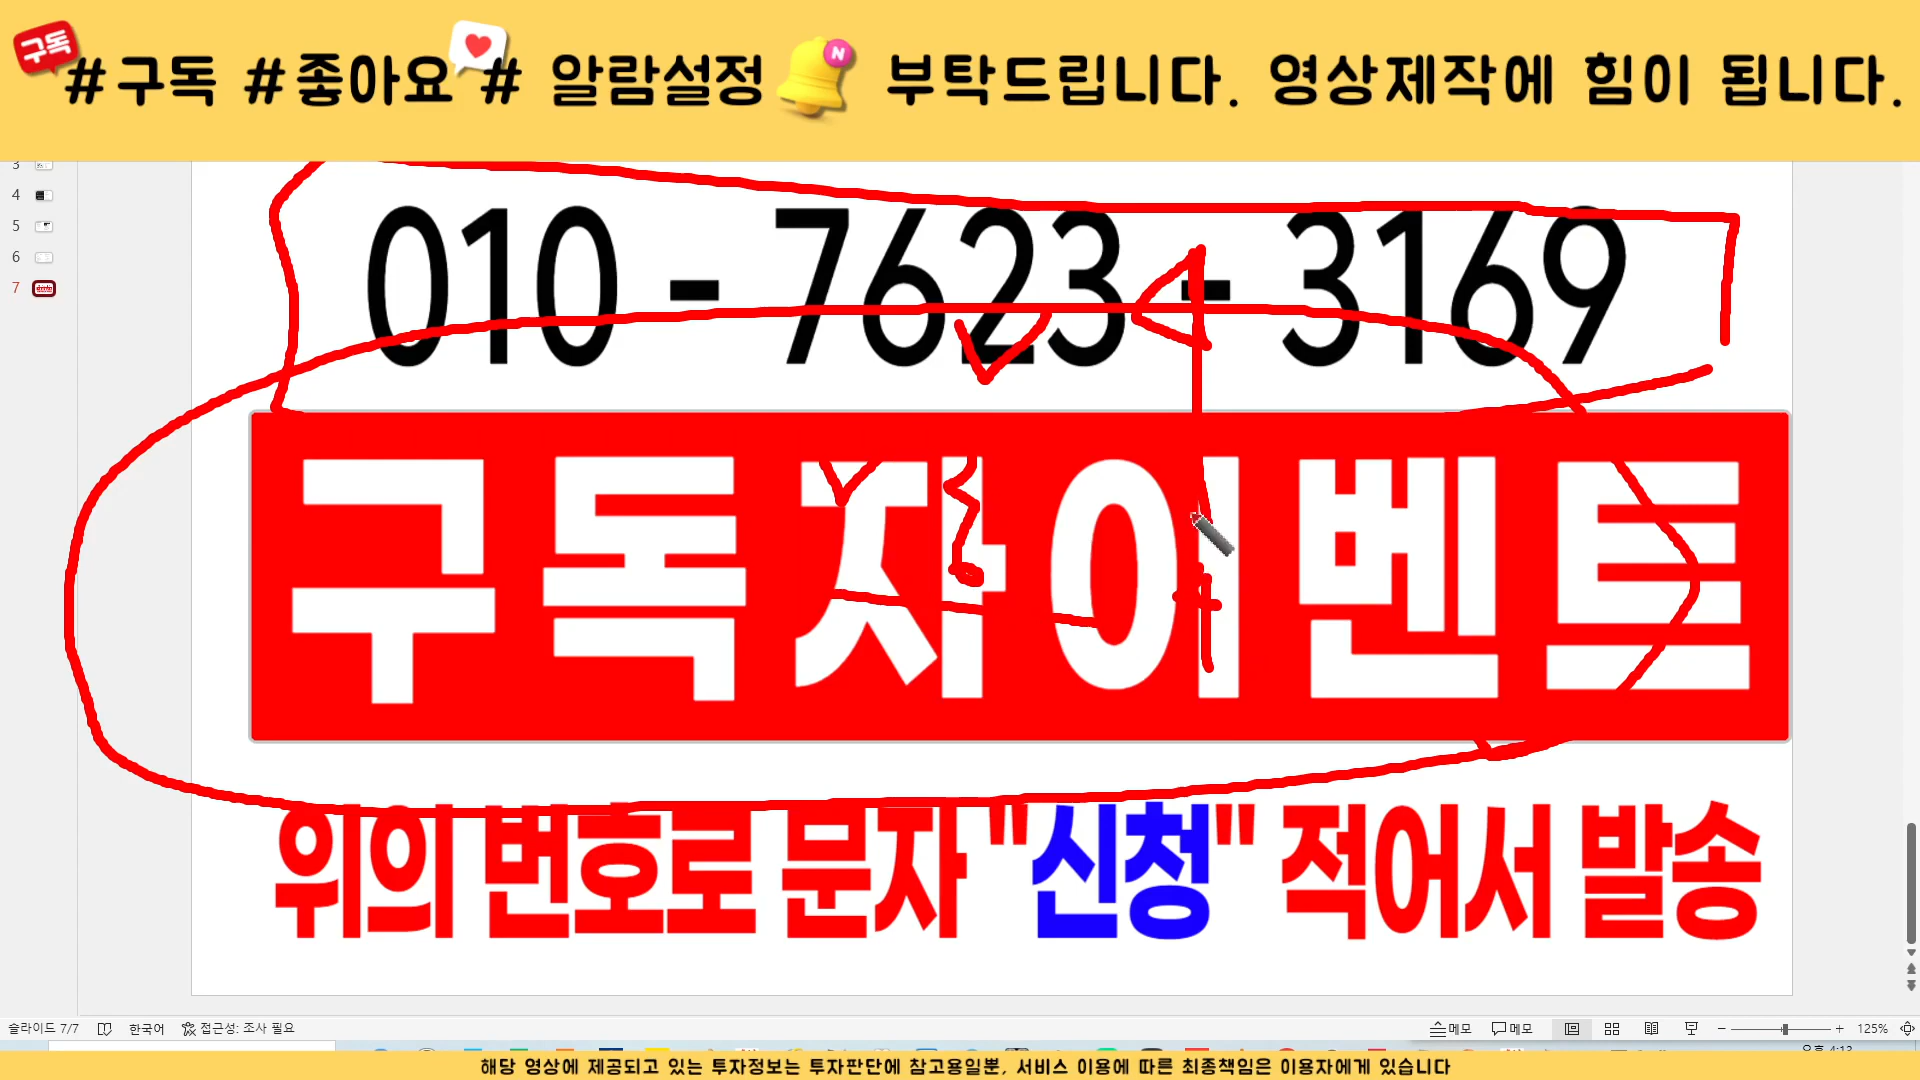 구독
#구독 #좋아요 # 알람설정 N 부탁드립니다. 영상제작에 힘이 됩니다.
3
4
5
6
7
010 - 7623 - 3169
구독자이벤트
위의 번호로 문자 "신청" 적어서 발송
슬라이드 7/7 한국어 접근성: 조사 필요 메모 메모 125%
해당 영상에 제공되고 있는 투자정보는 투자판단에 참고용일뿐, 서비스 이용에 따른 최종책임은 이용자에게 있습니다